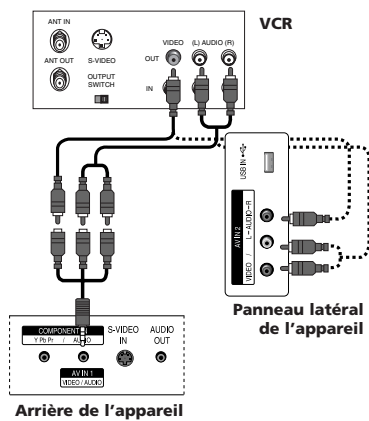 VCR
ANT IN
ANT OUT
S-VIDEO
OUTPUT
SWITCH
VIDEO (L) AUDIO (R)
OUT
IN
USB IN
AV IN 2
VIDEO / L-AUDIO-R
Panneau latéral
de l'appareil
COMPONENT IN
Y Pb Pr / AUDIO
S-VIDEO
IN
AUDIO
OUT
AV IN 1
VIDEO / AUDIO
Arrière de l'appareil